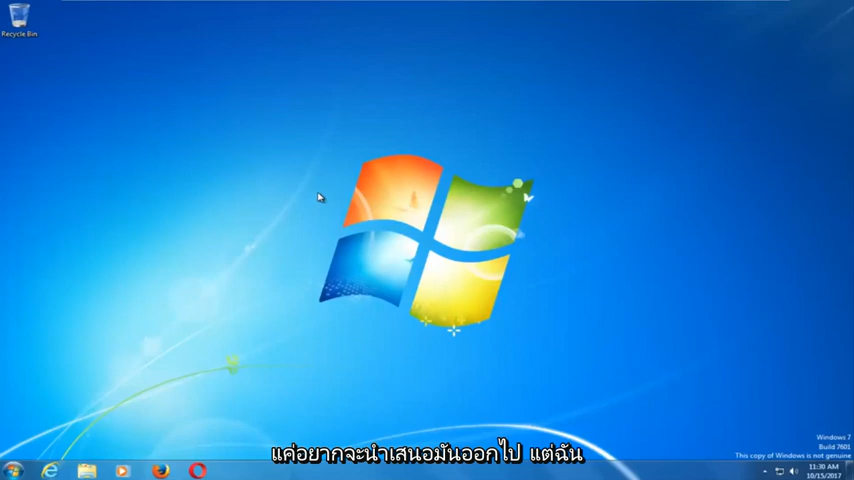 Recycle Bin
แค่อยากจะนำเสนอมันออกไป แต่ฉัน
Windows 7
Build 7601
This copy of Windows is not genuine
11:30 AM
10/15/2017